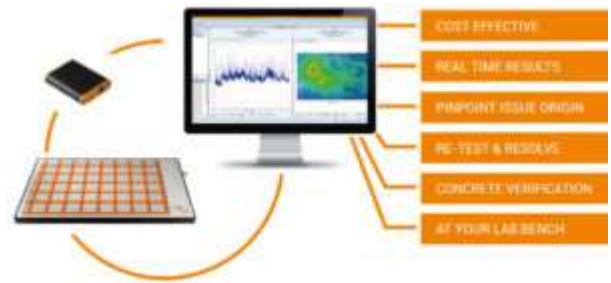 COST EFFECTIVE
REAL TIME RESULTS
PINPOINT ISSUE ORIGIN
RE-TEST & RESOLVE
CONCRETE VERIFICATION
AT YOUR LAB BENCH